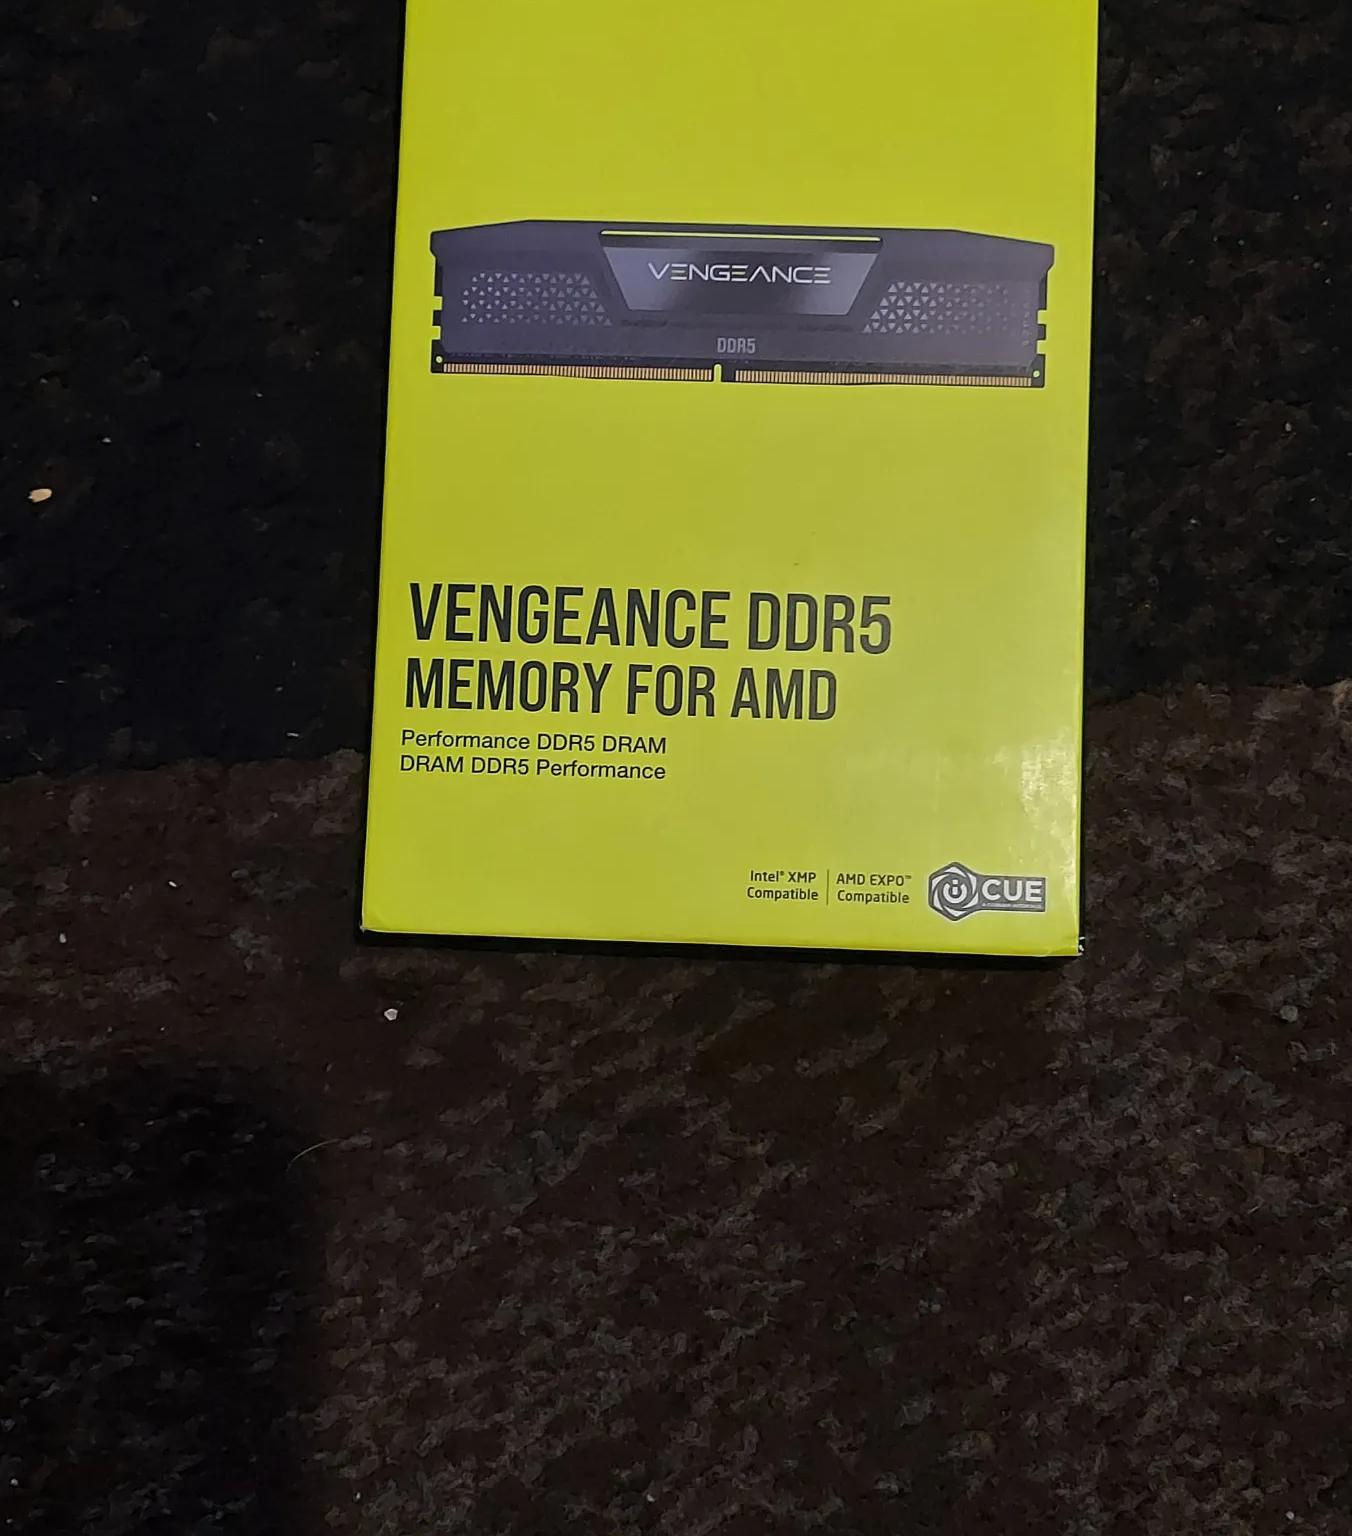 VENGEANCE
DDR5
VENGEANCE DDR5
MEMORY FOR AMD
Performance DDR5 DRAM
DRAM DDR5 Performance
Intel® XMP
Compatible
AMD EXPO™
Compatible
iCUE